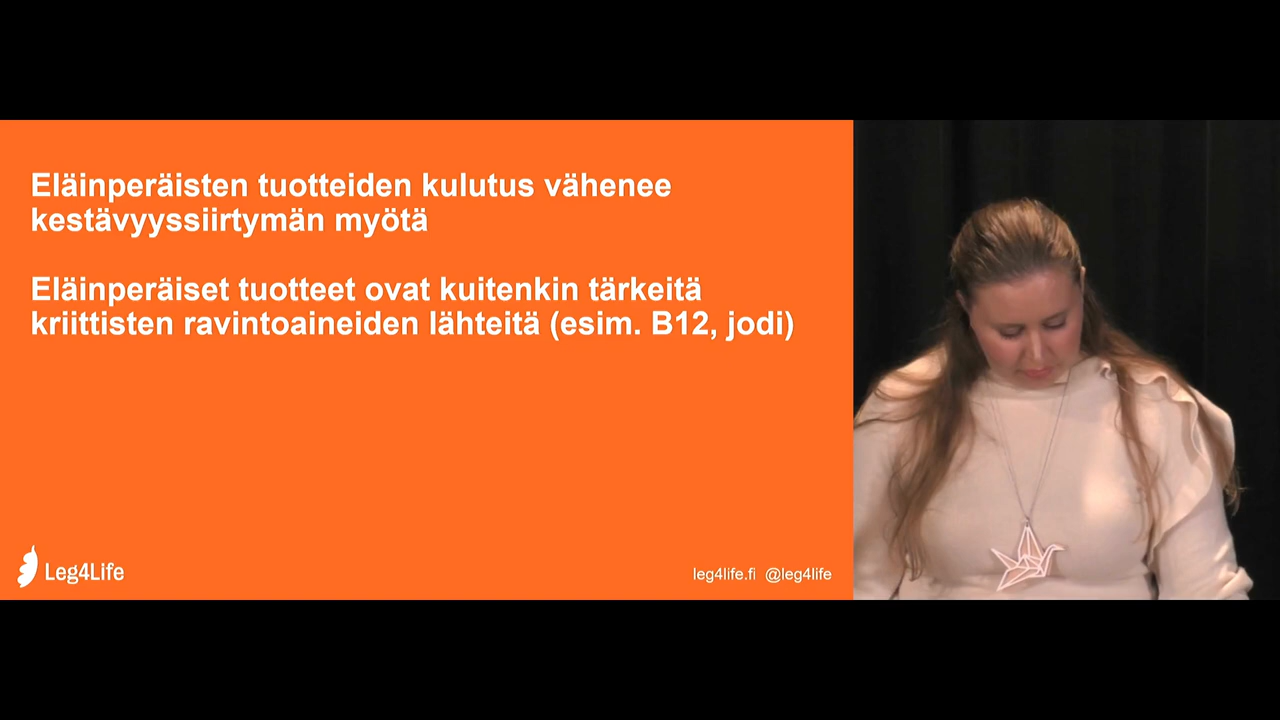 Eläinperäisten tuotteiden kulutus vähenee
kestävyyssiirtymän myötä
Eläinperäiset tuotteet ovat kuitenkin tärkeitä
kriittisten ravintoaineiden lähteitä (esim. B12, jodi)
Leg4Life
leg4life.fi @leg4life